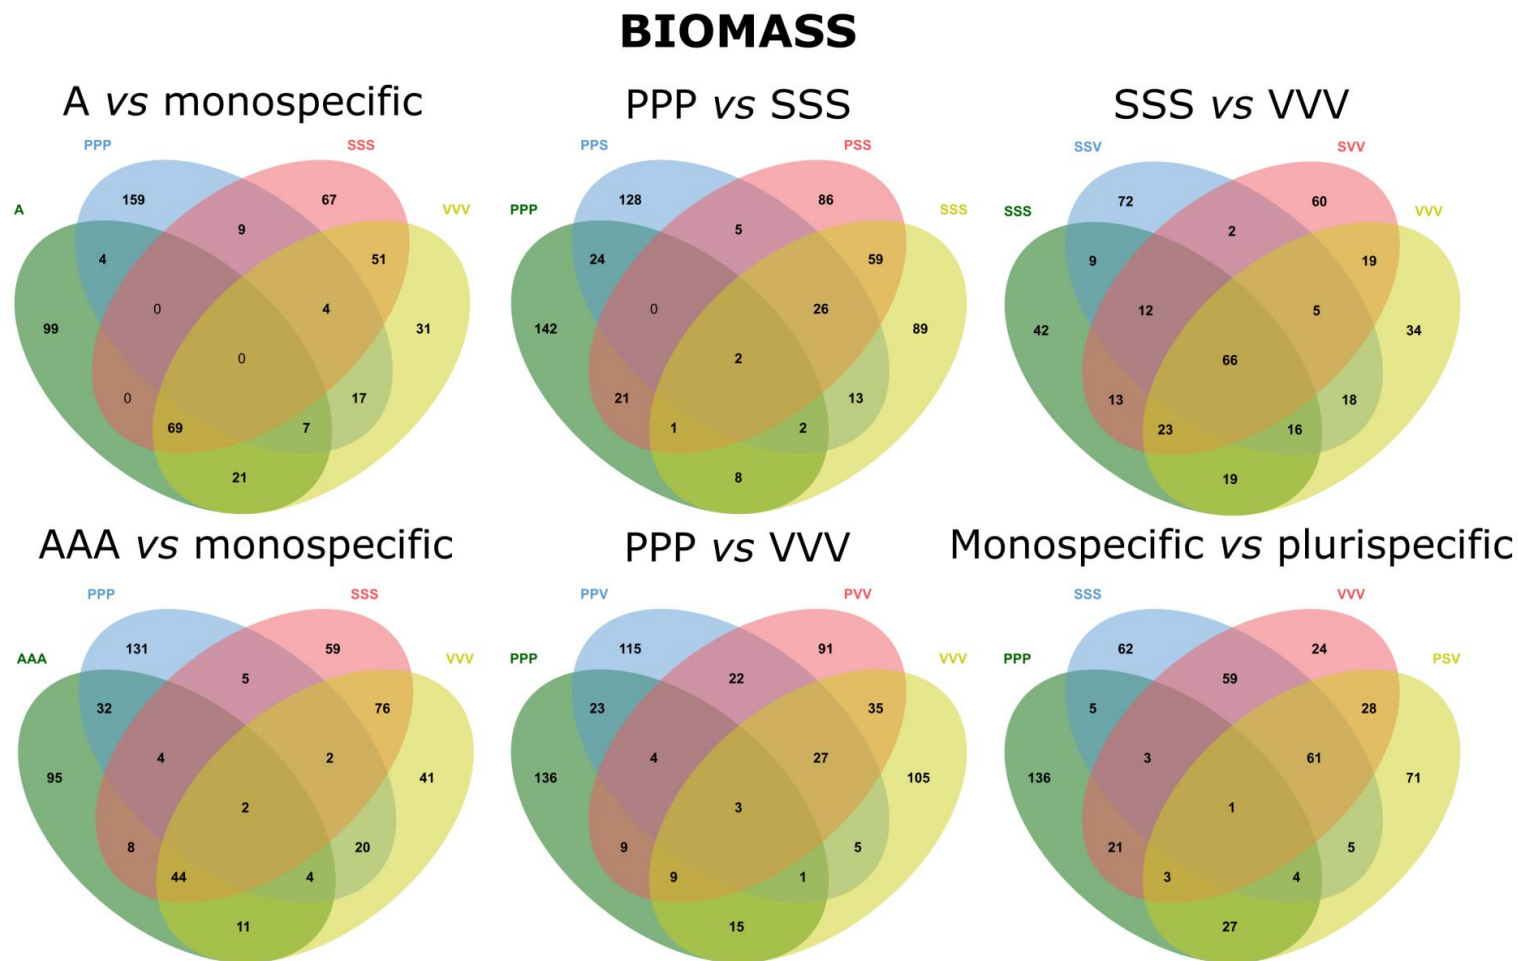 BIOMASS
A vs monospecific
PPP vs SSS
SSS vs VVV
PPP
SSS
A
VVV
159
67
9
4
51
0
4
99
31
0
0
17
69
7
21
PPS
PSS
PPP
SSS
128
86
5
24
59
0
26
142
89
2
21
13
1
2
8
SSV
SVV
SSS
VVV
72
60
2
9
19
12
5
42
34
66
13
18
23
16
19
AAA vs monospecific
PPP vs VVV
Monospecific vs plurispecific
PPP
SSS
AAA
VVV
131
59
5
32
76
4
2
95
41
2
8
20
44
4
11
PPV
PVV
PPP
VVV
115
91
22
23
35
4
27
136
105
3
9
5
9
1
15
SSS
VVV
PPP
PSV
62
24
59
5
28
3
61
136
71
1
21
5
3
4
27